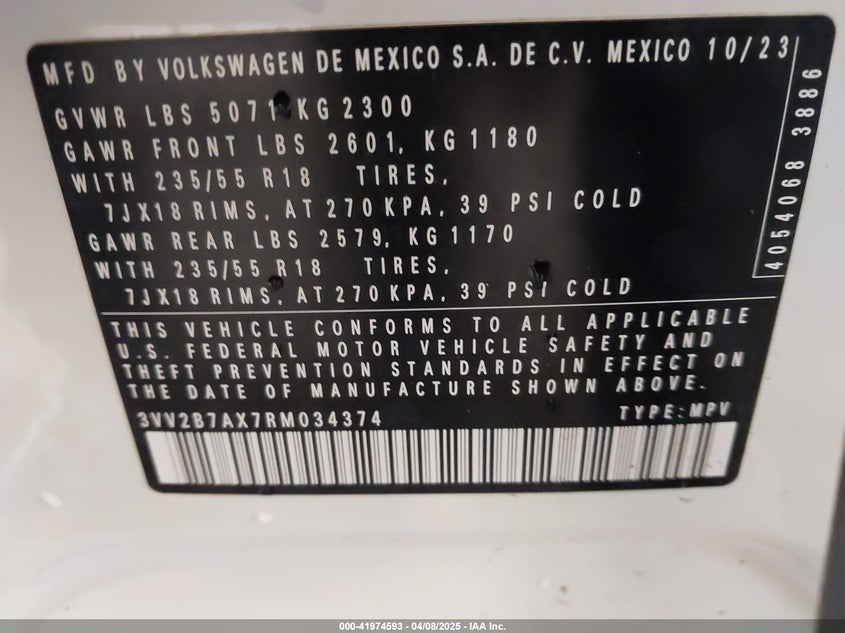 MFD BY VOLKSWAGEN DE MEXICO S.A. DE C.V. MEXICO 10/23
GVWR LBS 5071 KG 2300
GAWR FRONT LBS 2601, KG 1180
WITH 235/55 R18 TIRES,
7JX18 RIMS, AT 270 KPA, 39 PSI COLD
GAWR REAR LBS 2579, KG 1170
WITH 235/55 R18 TIRES,
7JX18 RIMS, AT 270 KPA, 39 PSI COLD
4054068 3886
THIS VEHICLE CONFORMS TO ALL APPLICABLE
U.S. FEDERAL MOTOR VEHICLE SAFETY AND
THEFT PREVENTION STANDARDS IN EFFECT ON
THE DATE OF MANUFACTURE SHOWN ABOVE.
3VV2B7AX7RM034374 TYPE:MPV
000-41974593 / 04/08/2025 - IAA Inc.